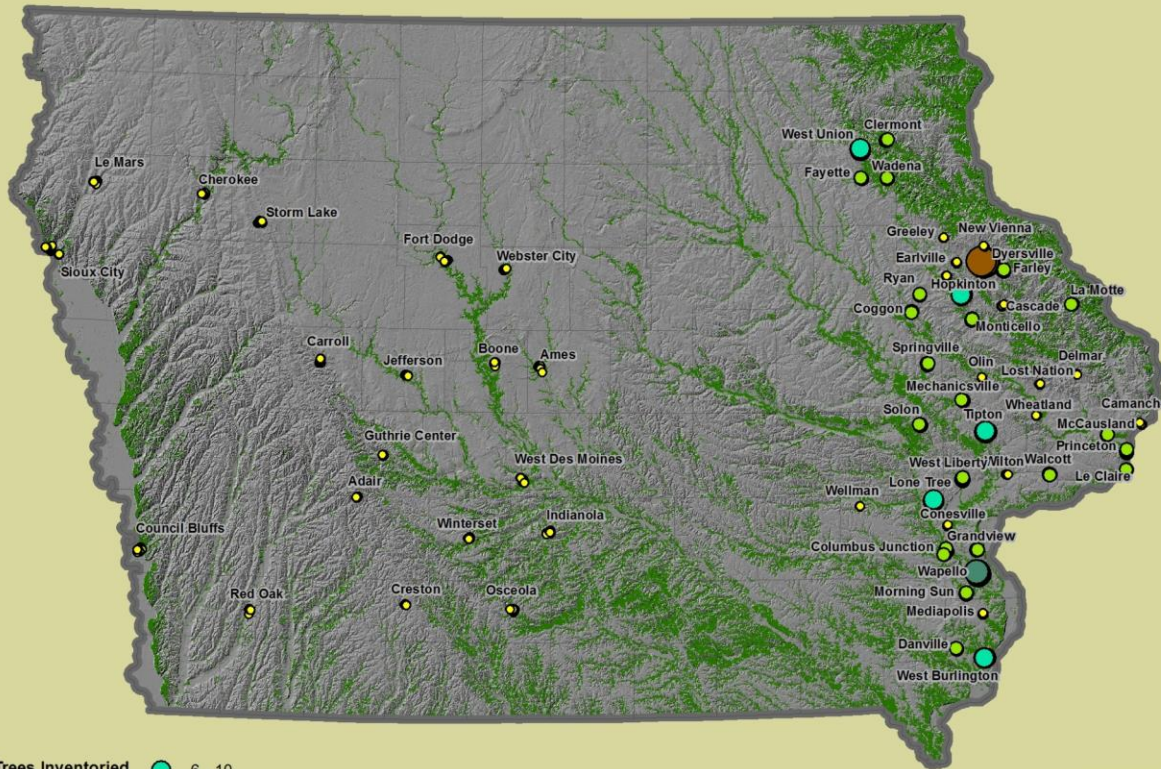 Clermont
West Union
Le Mars
Cherokee
Fayette
Wadena
Storm Lake
Greeley
New Vienna
Fort Dodge
Webster City
Earlville
Dyersville
Farley
Sioux City
Ryan
Hopkinton
La Motte
Coggon
Cascade
Monticello
Carroll
Jefferson
Boone
Ames
Springville
Olin
Delmar
Lost Nation
Mechanicsville
Wheatland
Camanch
Solon
Tipton
McCausland
Guthrie Center
Princeton
West Des Moines
West Liberty
Wilton
Walcott
Le Claire
Adair
Lone Tree
Wellman
Conesville
Council Bluffs
Winterset
Indianola
Columbus Junction
Grandview
Wapello
Red Oak
Creston
Osceola
Morning Sun
Mediapolis
Danville
West Burlington
Trees Inventoried
6 - 10